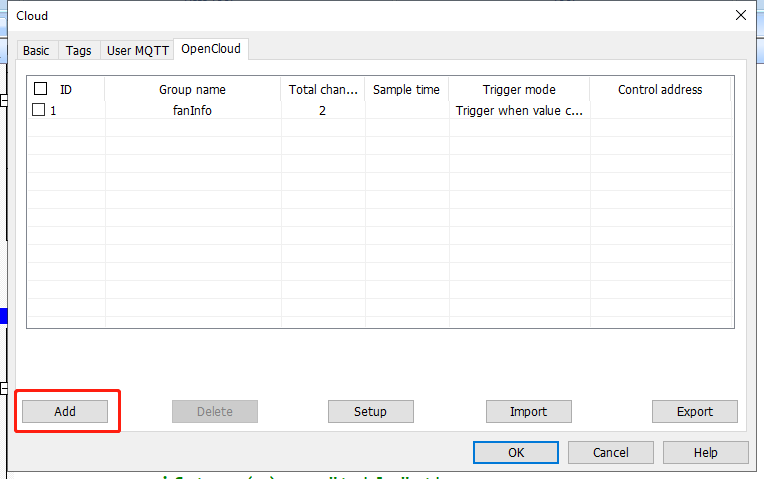 Cloud
Basic Tags User MQTT OpenCloud
ID Group name Total chan... Sample time Trigger mode Control address
1 fanInfo 2 Trigger when value c...
Add Delete Setup Import Export
OK Cancel Help